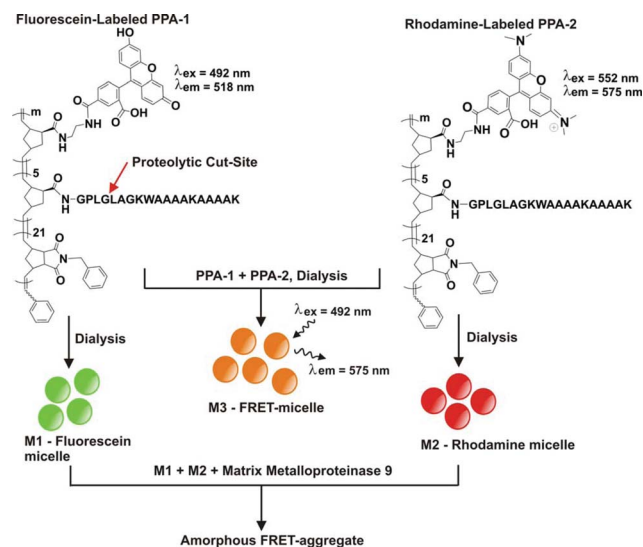 Fluorescein-Labeled PPA-1
HO
O
O
λex = 492 nm
λem = 518 nm
OH
O
O
NH
N
H
O
m
Proteolytic Cut-Site
5
O
N
H
GPLGLAGKWAAAAKAAAAK
21
O
N
O
Dialysis
M1 - Fluorescein
micelle
PPA-1 + PPA-2, Dialysis
λex = 492 nm
λem = 575 nm
M3 - FRET-micelle
Rhodamine-Labeled PPA-2
N
O
λex = 552 nm
λem = 575 nm
N
OH
O
O
NH
N
H
O
m
5
O
N
H
GPLGLAGKWAAAAKAAAAK
21
O
N
O
Dialysis
M2 - Rhodamine micelle
M1 + M2 + Matrix Metalloproteinase 9
Amorphous FRET-aggregate